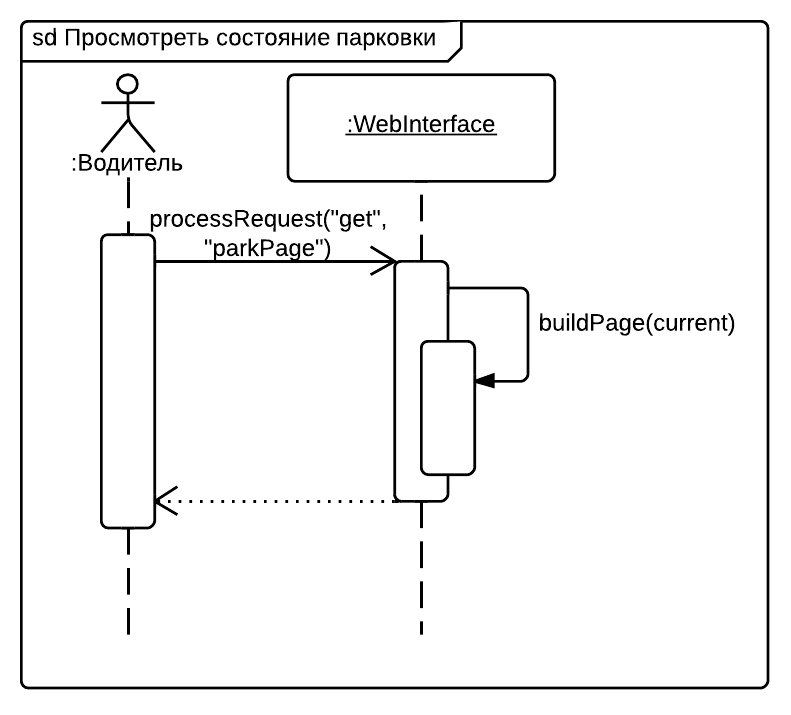 sd Просмотреть состояние парковки
:WebInterface
:Водитель
processRequest("get",
"parkPage")
buildPage(current)